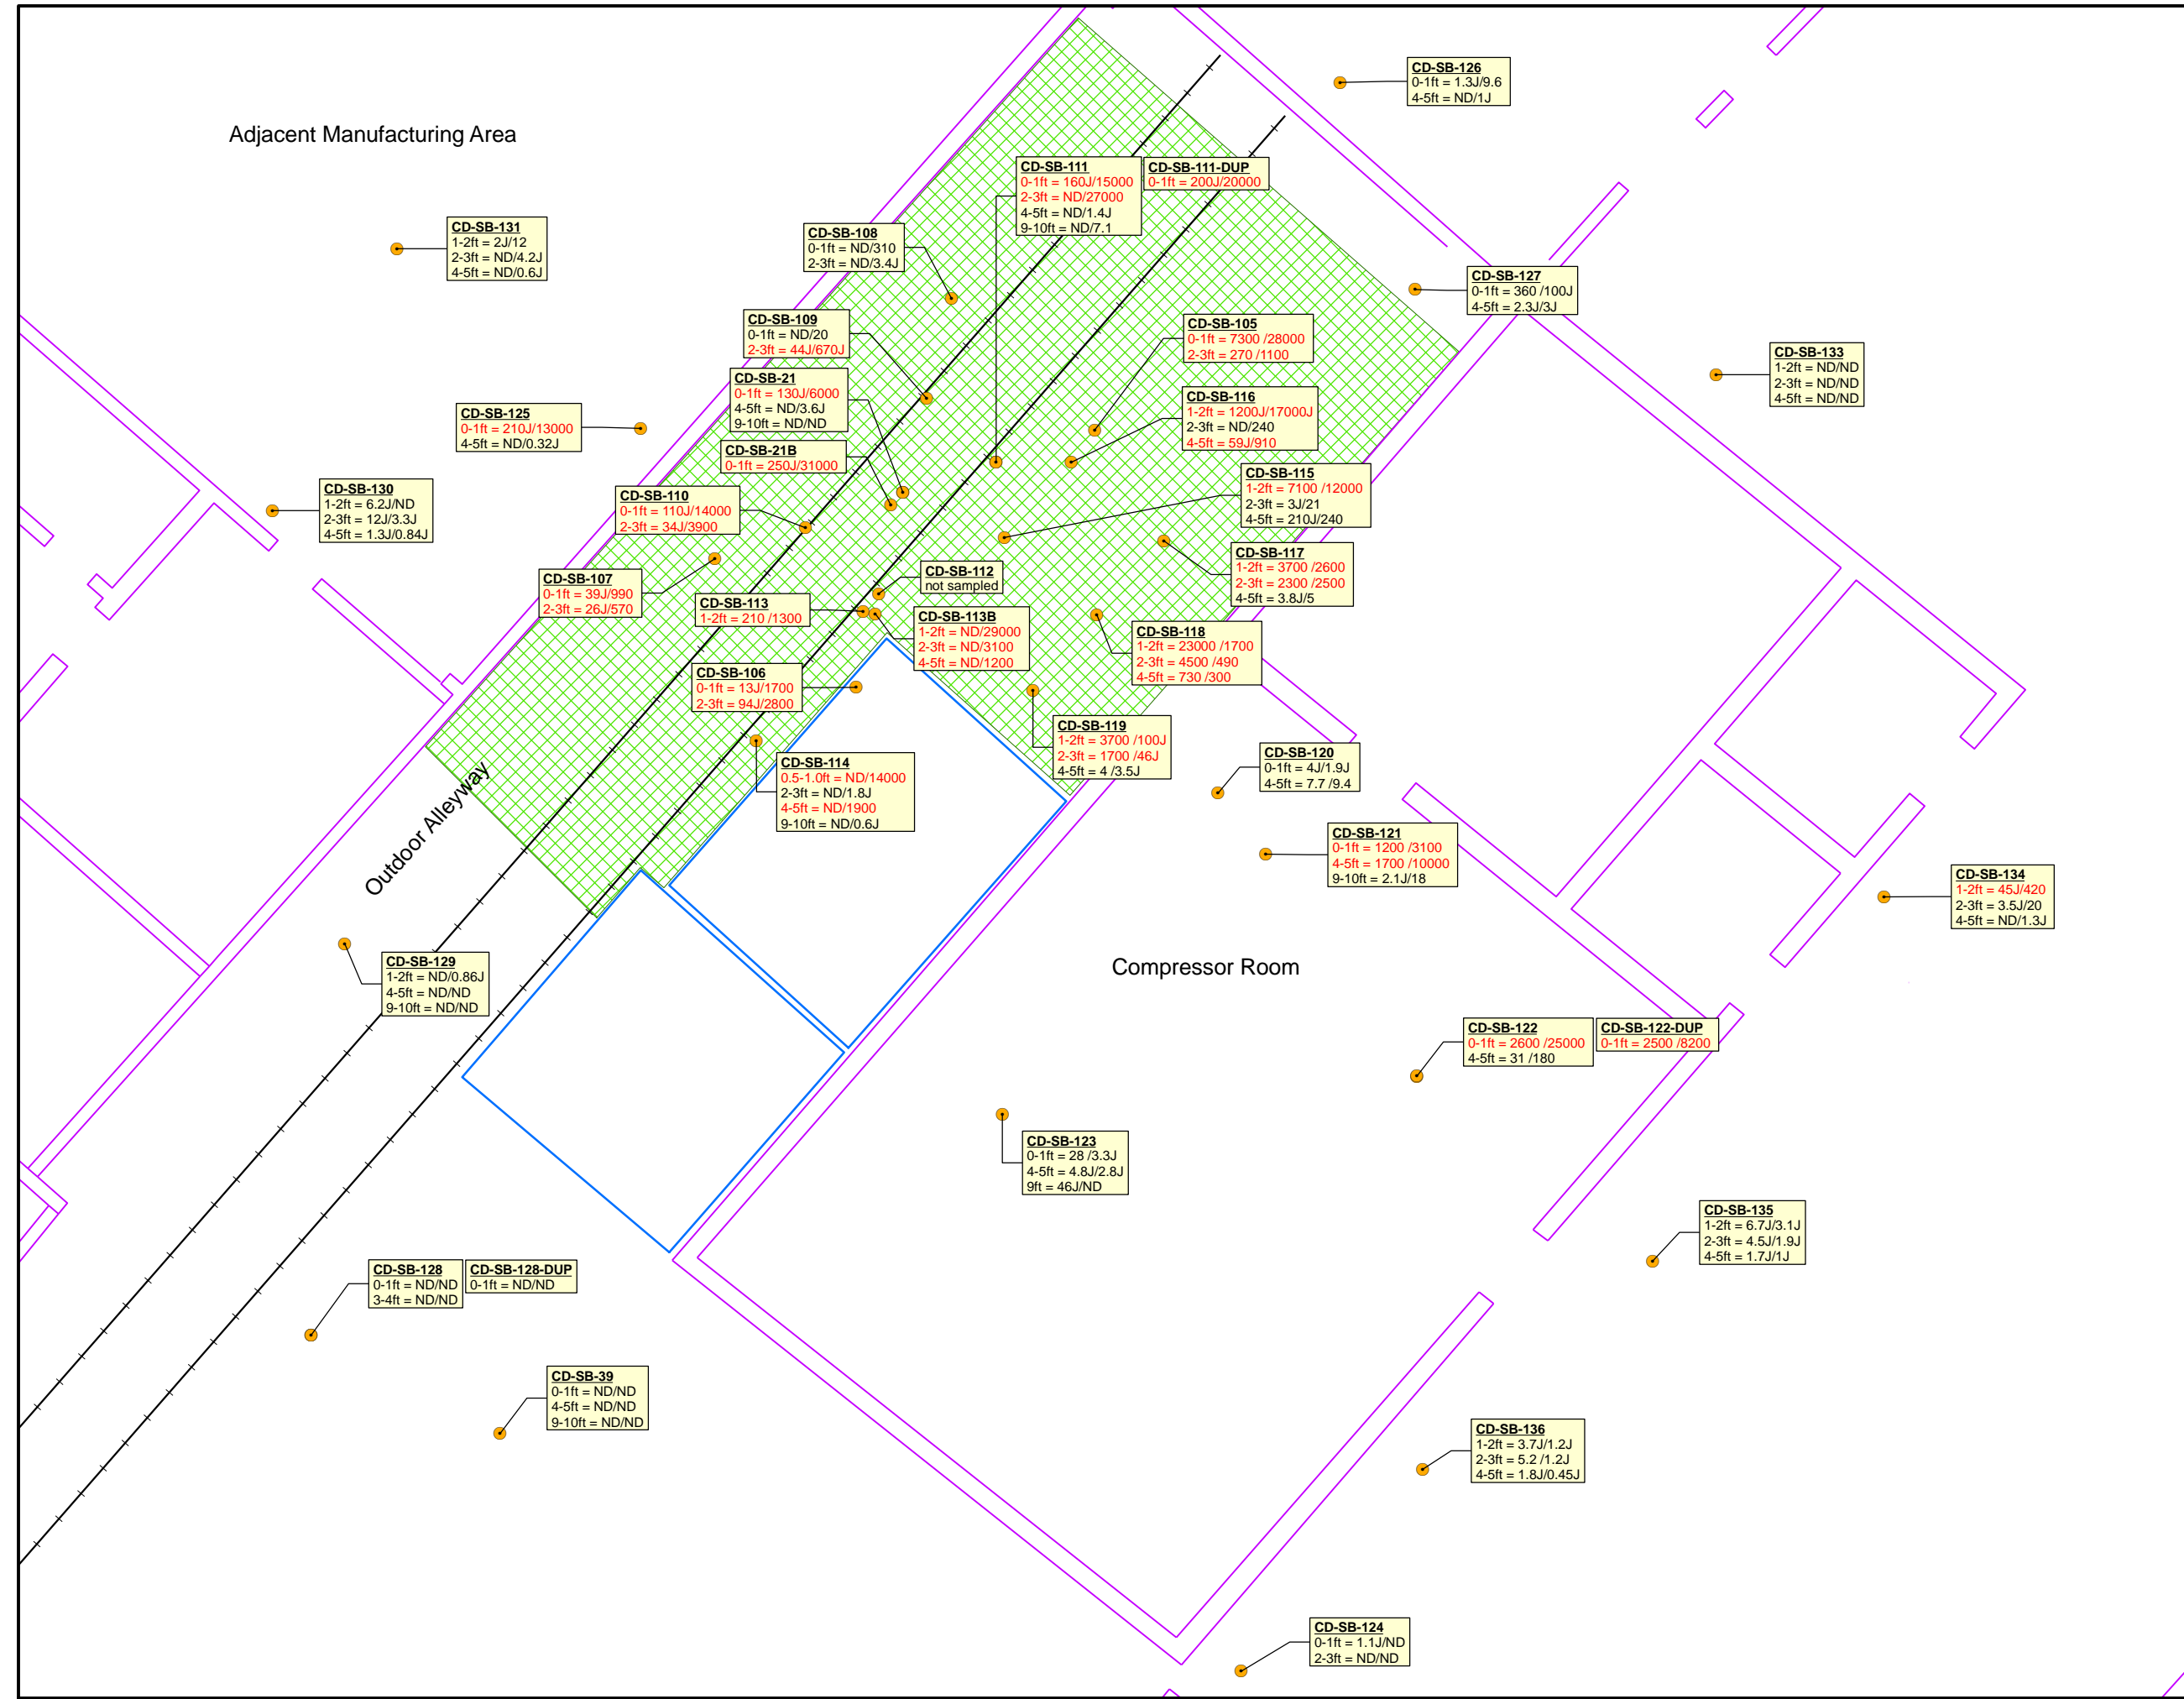 CD-SB-126
0-1ft = 1.3J/9.6
4-5ft = ND/1J
Adjacent Manufacturing Area
CD-SB-111
0-1ft = 160J/15000
2-3ft = ND/27000
4-5ft = ND/1.4J
9-10ft = ND/7.1
CD-SB-111-DUP
0-1ft = 200J/20000
CD-SB-131
1-2ft = 2J/12
2-3ft = ND/4.2J
4-5ft = ND/0.6J
CD-SB-108
0-1ft = ND/310
2-3ft = ND/3.4J
CD-SB-127
0-1ft = 360 /100J
4-5ft = 2.3J/3J
CD-SB-109
0-1ft = ND/20
2-3ft = 44J/670J
CD-SB-105
0-1ft = 7300 /28000
2-3ft = 270 /1100
CD-SB-133
1-2ft = ND/ND
2-3ft = ND/ND
4-5ft = ND/ND
CD-SB-21
0-1ft = 130J/6000
4-5ft = ND/3.6J
9-10ft = ND/ND
CD-SB-116
1-2ft = 1200J/17000J
2-3ft = ND/240
4-5ft = 59J/910
CD-SB-125
0-1ft = 210J/13000
4-5ft = ND/0.32J
CD-SB-21B
0-1ft = 250J/31000
CD-SB-115
1-2ft = 7100 /12000
2-3ft = 3J/21
4-5ft = 210J/240
CD-SB-130
1-2ft = 6.2J/ND
2-3ft = 12J/3.3J
4-5ft = 1.3J/0.84J
CD-SB-110
0-1ft = 110J/14000
2-3ft = 34J/3900
CD-SB-117
1-2ft = 3700 /2600
2-3ft = 2300 /2500
4-5ft = 3.8J/5
CD-SB-112
not sampled
CD-SB-107
0-1ft = 39J/990
2-3ft = 26J/570
CD-SB-113
1-2ft = 210 /1300
CD-SB-113B
1-2ft = ND/29000
2-3ft = ND/3100
4-5ft = ND/1200
CD-SB-118
1-2ft = 23000 /1700
2-3ft = 4500 /490
4-5ft = 730 /300
CD-SB-106
0-1ft = 13J/1700
2-3ft = 94J/2800
CD-SB-119
1-2ft = 3700 /100J
2-3ft = 1700 /46J
4-5ft = 4 /3.5J
CD-SB-120
0-1ft = 4J/1.9J
4-5ft = 7.7 /9.4
CD-SB-114
0.5-1.0ft = ND/14000
2-3ft = ND/1.8J
4-5ft = ND/1900
9-10ft = ND/0.6J
Outdoor Alleyway
CD-SB-121
0-1ft = 1200 /3100
4-5ft = 1700 /10000
9-10ft = 2.1J/18
CD-SB-134
1-2ft = 45J/420
2-3ft = 3.5J/20
4-5ft = ND/1.3J
CD-SB-129
1-2ft = ND/0.86J
4-5ft = ND/ND
9-10ft = ND/ND
Compressor Room
CD-SB-122
0-1ft = 2600 /25000
4-5ft = 31 /180
CD-SB-122-DUP
0-1ft = 2500 /8200
CD-SB-123
0-1ft = 28 /3.3J
4-5ft = 4.8J/2.8J
9ft = 46J/ND
CD-SB-135
1-2ft = 6.7J/3.1J
2-3ft = 4.5J/1.9J
4-5ft = 1.7J/1J
CD-SB-128
0-1ft = ND/ND
3-4ft = ND/ND
CD-SB-128-DUP
0-1ft = ND/ND
CD-SB-39
0-1ft = ND/ND
4-5ft = ND/ND
9-10ft = ND/ND
CD-SB-136
1-2ft = 3.7J/1.2J
2-3ft = 5.2 /1.2J
4-5ft = 1.8J/0.45J
CD-SB-124
0-1ft = 1.1J/ND
2-3ft = ND/ND